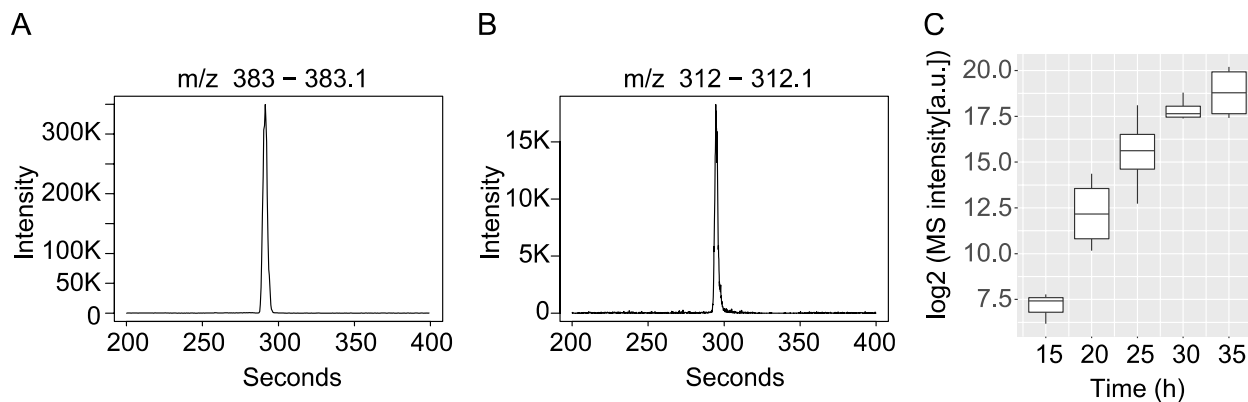 A
m/z 383 − 383.1
Intensity
300K
200K
100K
50K
0
200 250 300 350 400
Seconds
B
m/z 312 − 312.1
Intensity
15K
10K
5K
0
200 250 300 350 400
Seconds
C
log2 (MS intensity[a.u.])
20.0
17.5
15.0
12.5
10.0
7.5
15 20 25 30 35
Time (h)